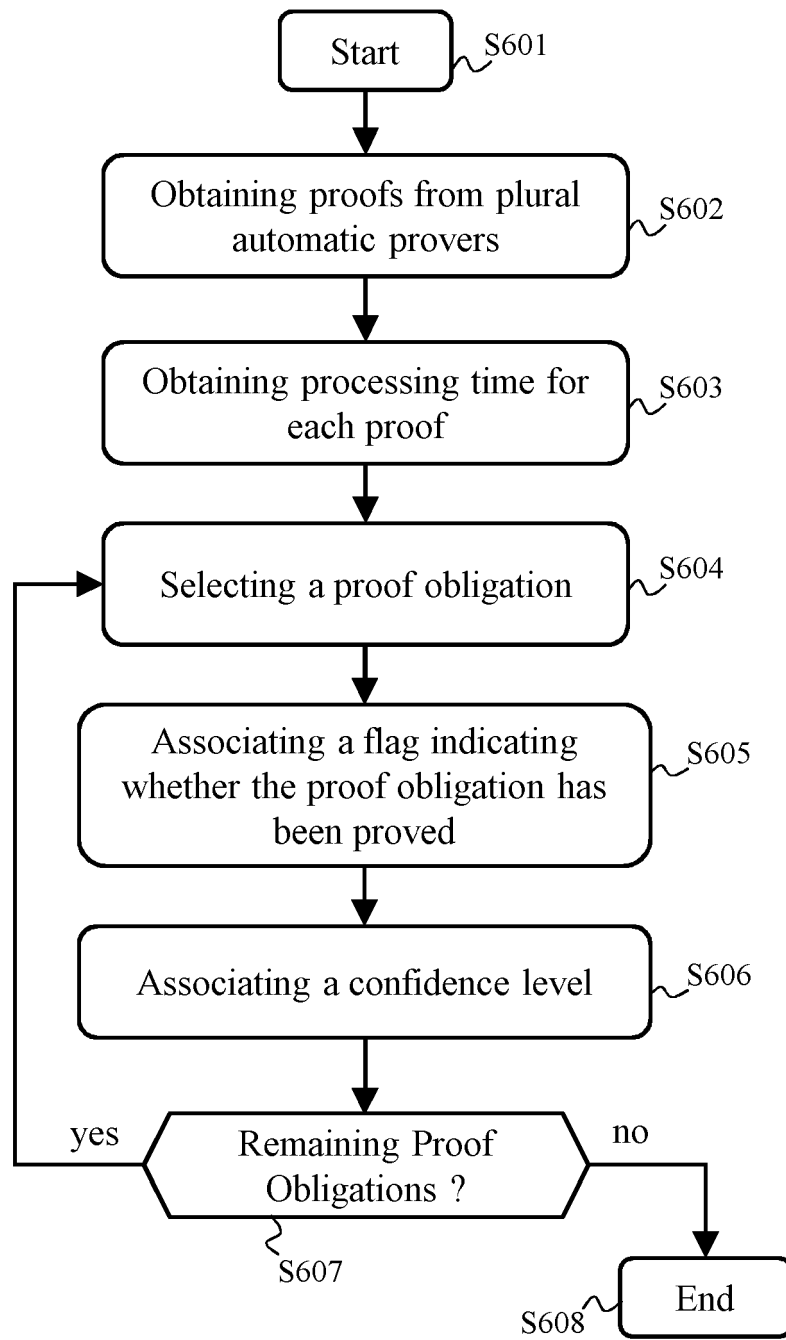 Start
S601
Obtaining proofs from plural
automatic provers
S602
Obtaining processing time for
each proof
S603
Selecting a proof obligation
S604
Associating a flag indicating
whether the proof obligation has
been proved
S605
Associating a confidence level
S606
yes
Remaining Proof
Obligations ?
no
S607
End
S608